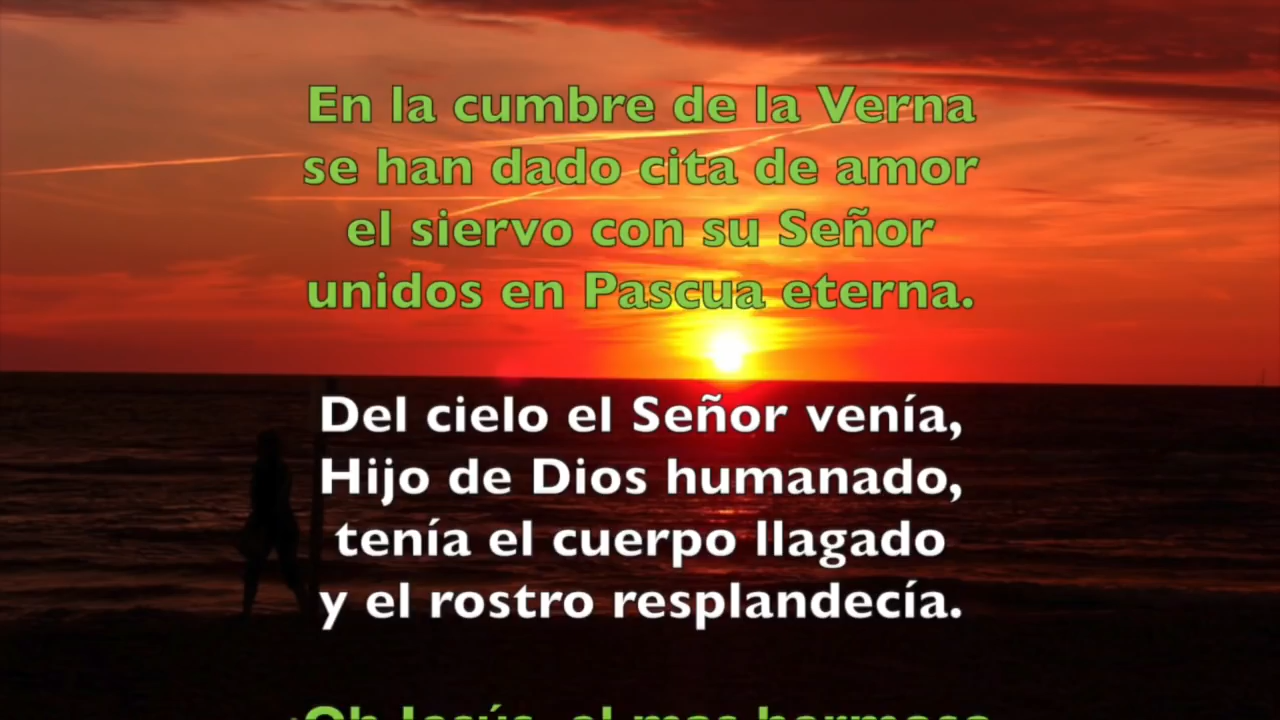 En la cumbre de la Verna
se han dado cita de amor
el siervo con su Señor
unidos en Pascua eterna.
Del cielo el Señor venía,
Hijo de Dios humanado,
tenía el cuerpo llagado
y el rostro resplandecía.
¡Oh Jesús, el mas hermoso